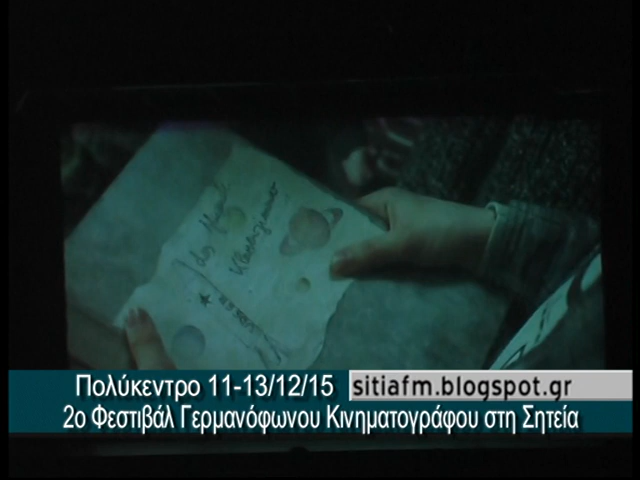 Πολύκεντρο 11-13/12/15 sitiafm.blogspot.gr
2ο Φεστιβάλ Γερμανόφωνου Κινηματογράφου στη Σητεία